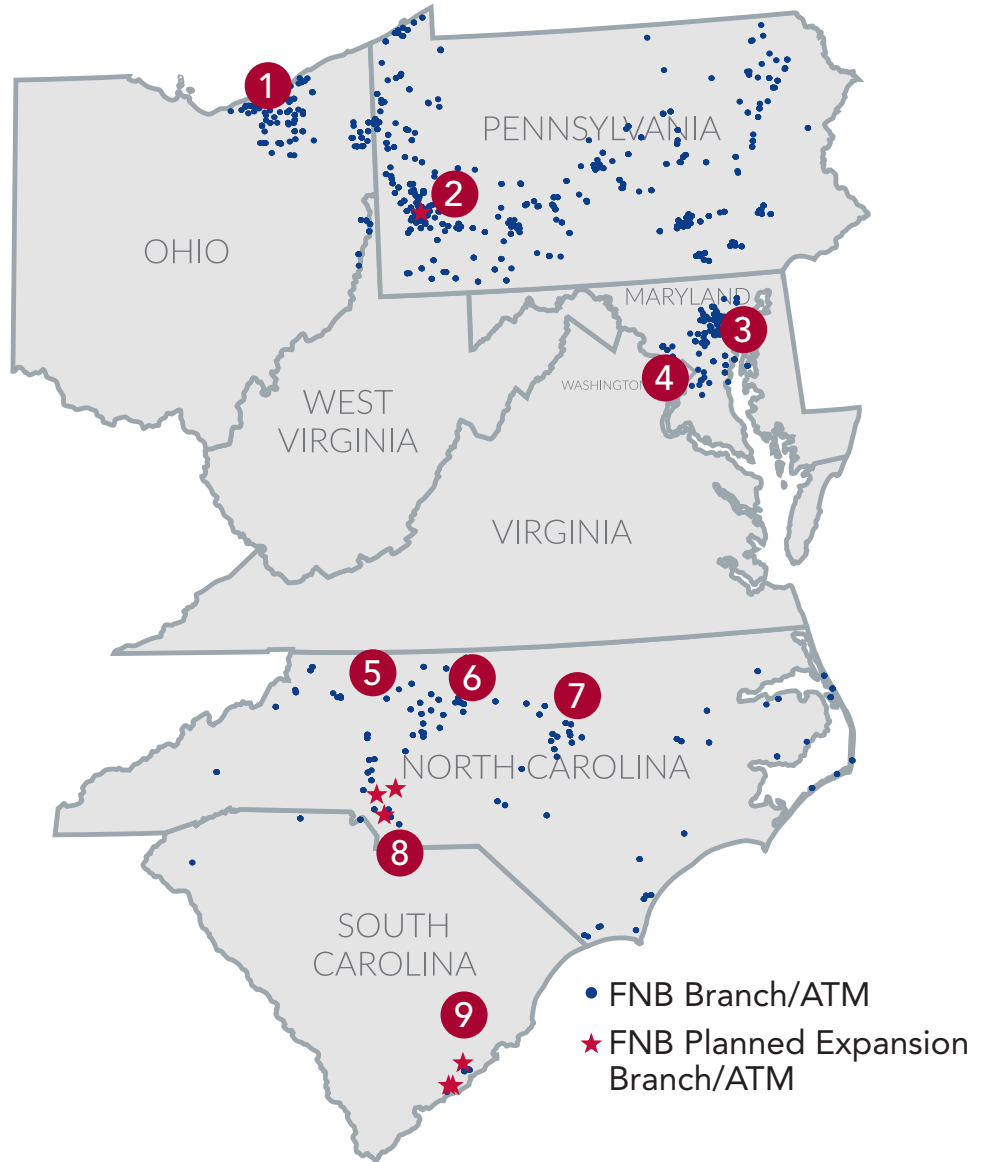 1
PENNSYLVANIA
2
OHIO
MARYLAND
3
WASHINGTON
4
WEST
VIRGINIA
VIRGINIA
5
6
7
NORTH CAROLINA
8
SOUTH
CAROLINA
9
FNB Branch/ATM
FNB Planned Expansion
Branch/ATM